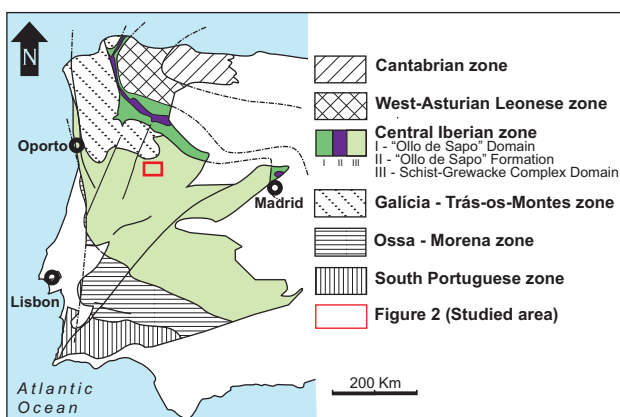 N
Oporto
Madrid
Lisbon
Atlantic
Ocean
Cantabrian zone
West-Asturian Leonese zone
Central Iberian zone
I - "Ollo de Sapo" Domain
II - "Ollo de Sapo" Formation
III - Schist-Grewacke Complex Domain
I II III
Galícia - Trás-os-Montes zone
Ossa - Morena zone
South Portuguese zone
Figure 2 (Studied area)
200 Km